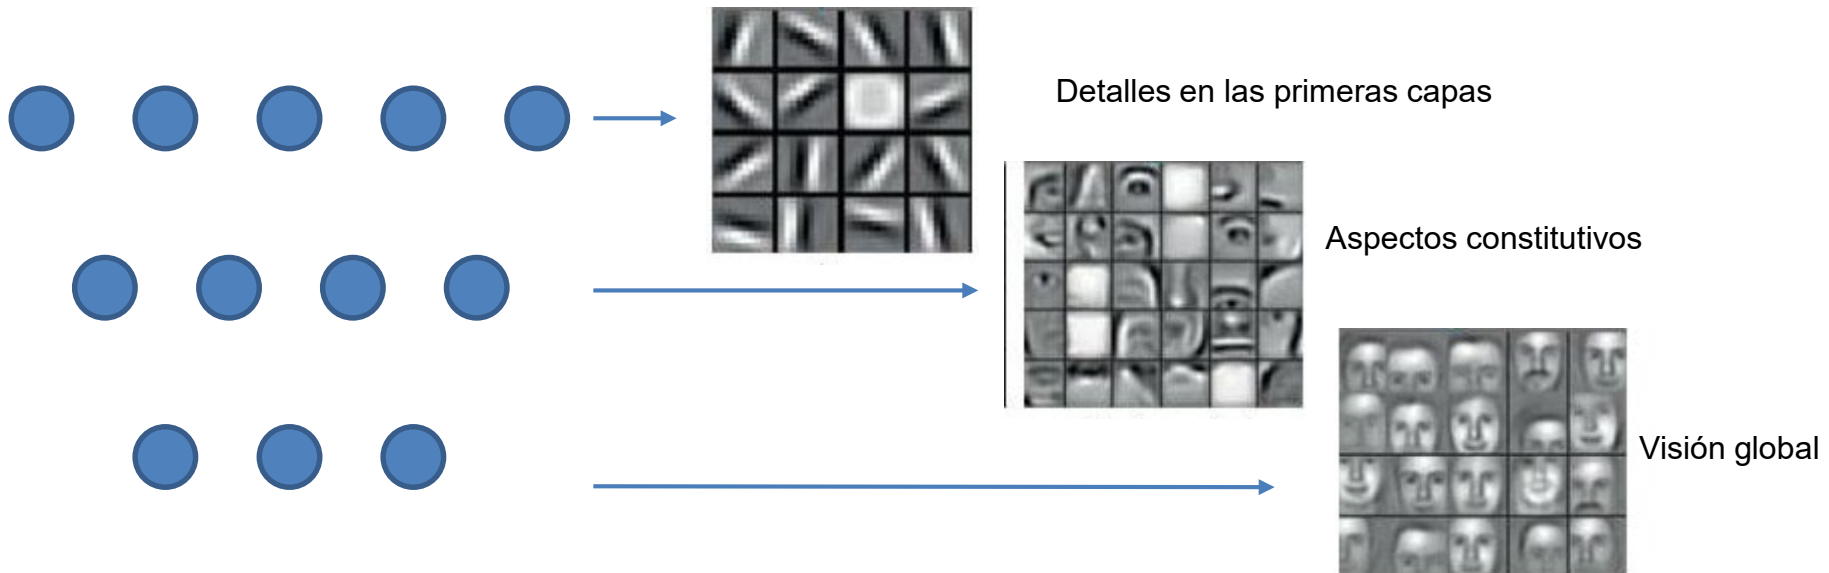 Detalles en las primeras capas
Aspectos constitutivos
Visión global